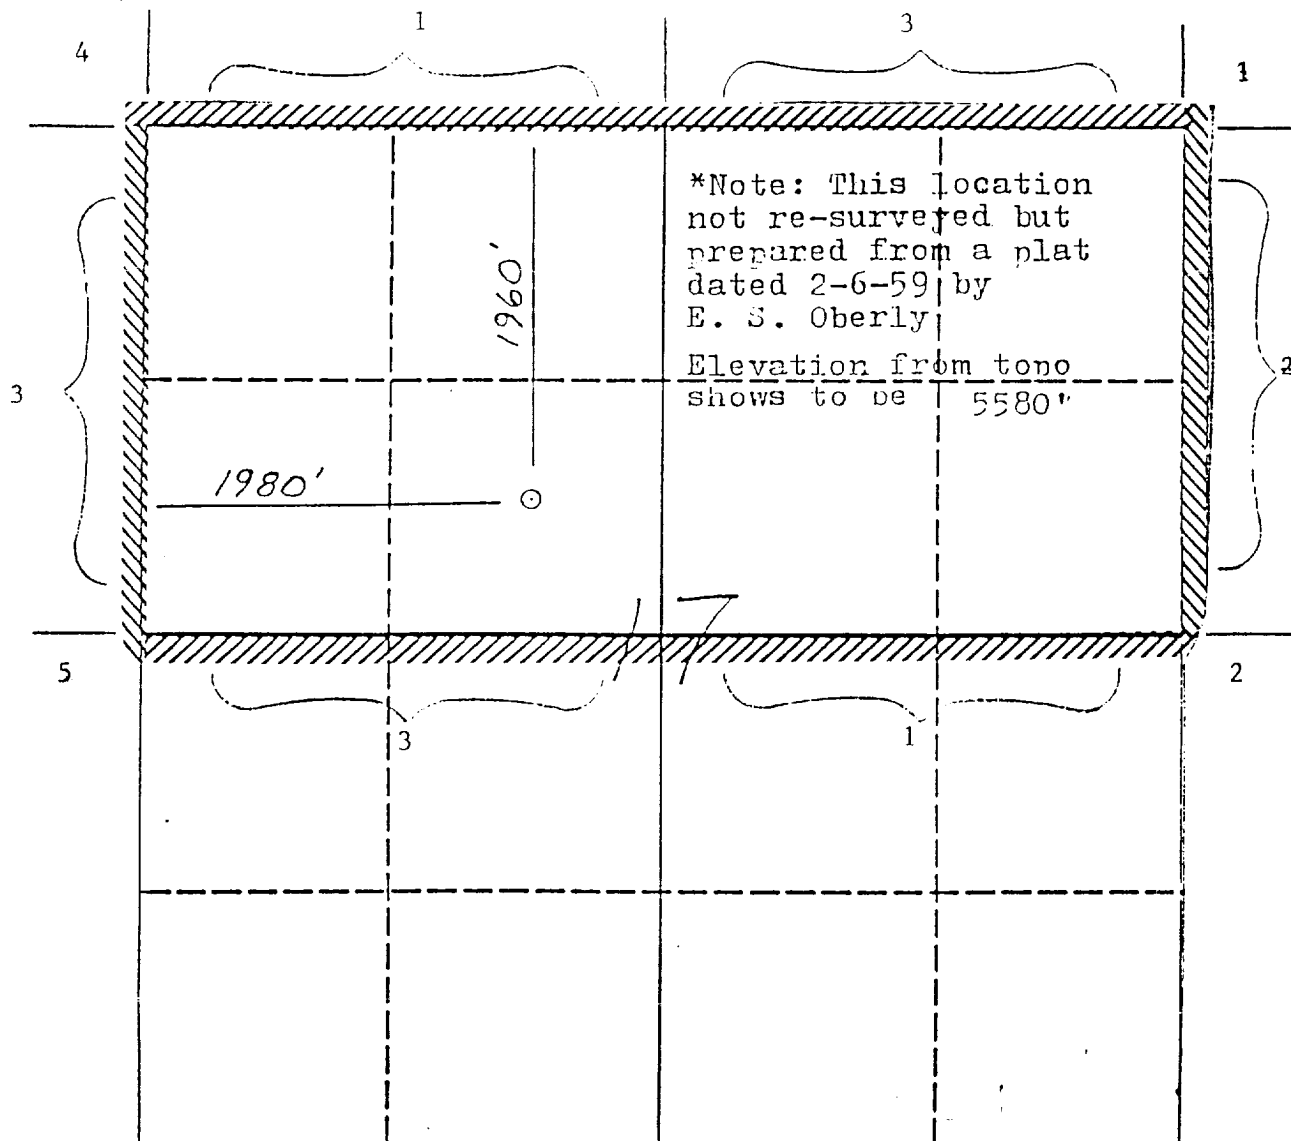 1
3
4
1
*Note: This location
not re-surveyed but
prepared from a plat
dated 2-6-59 by
E. S. Oberly
Elevation from topo
shows to be 5580"
1960'
3
2
1980'
17
5
2
3
1